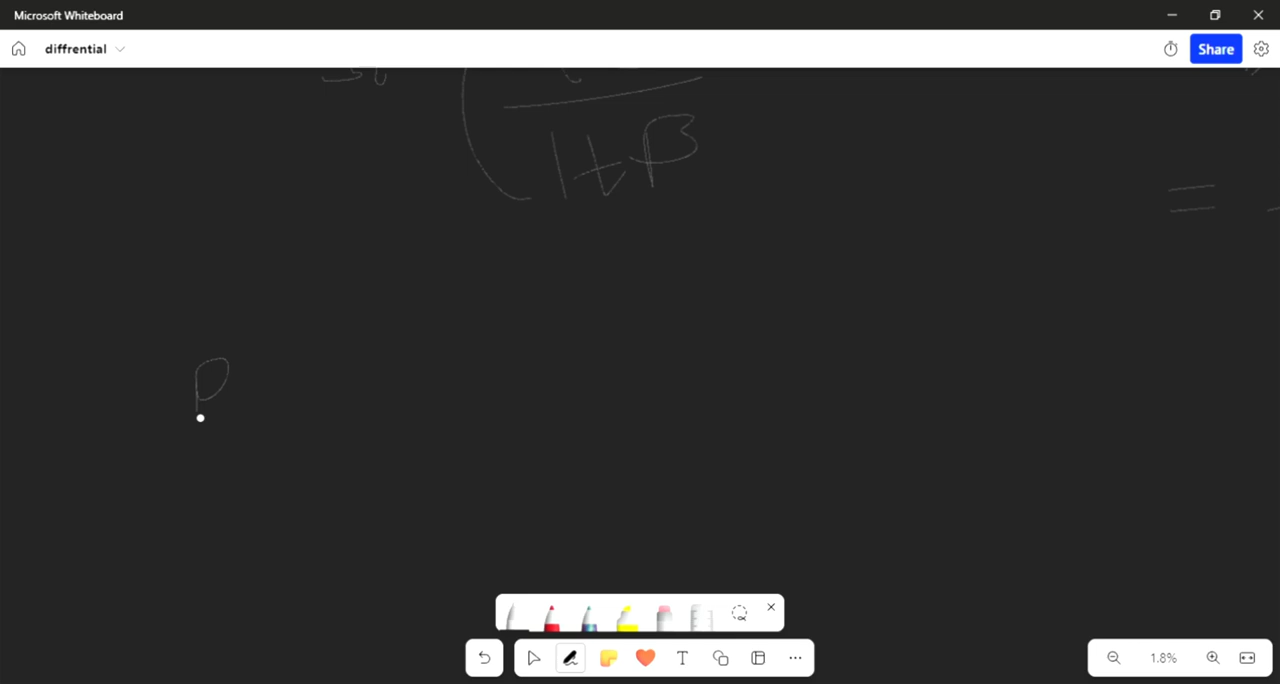 Microsoft Whiteboard
diffrential
Share
1+β
=
P
T
1.8%